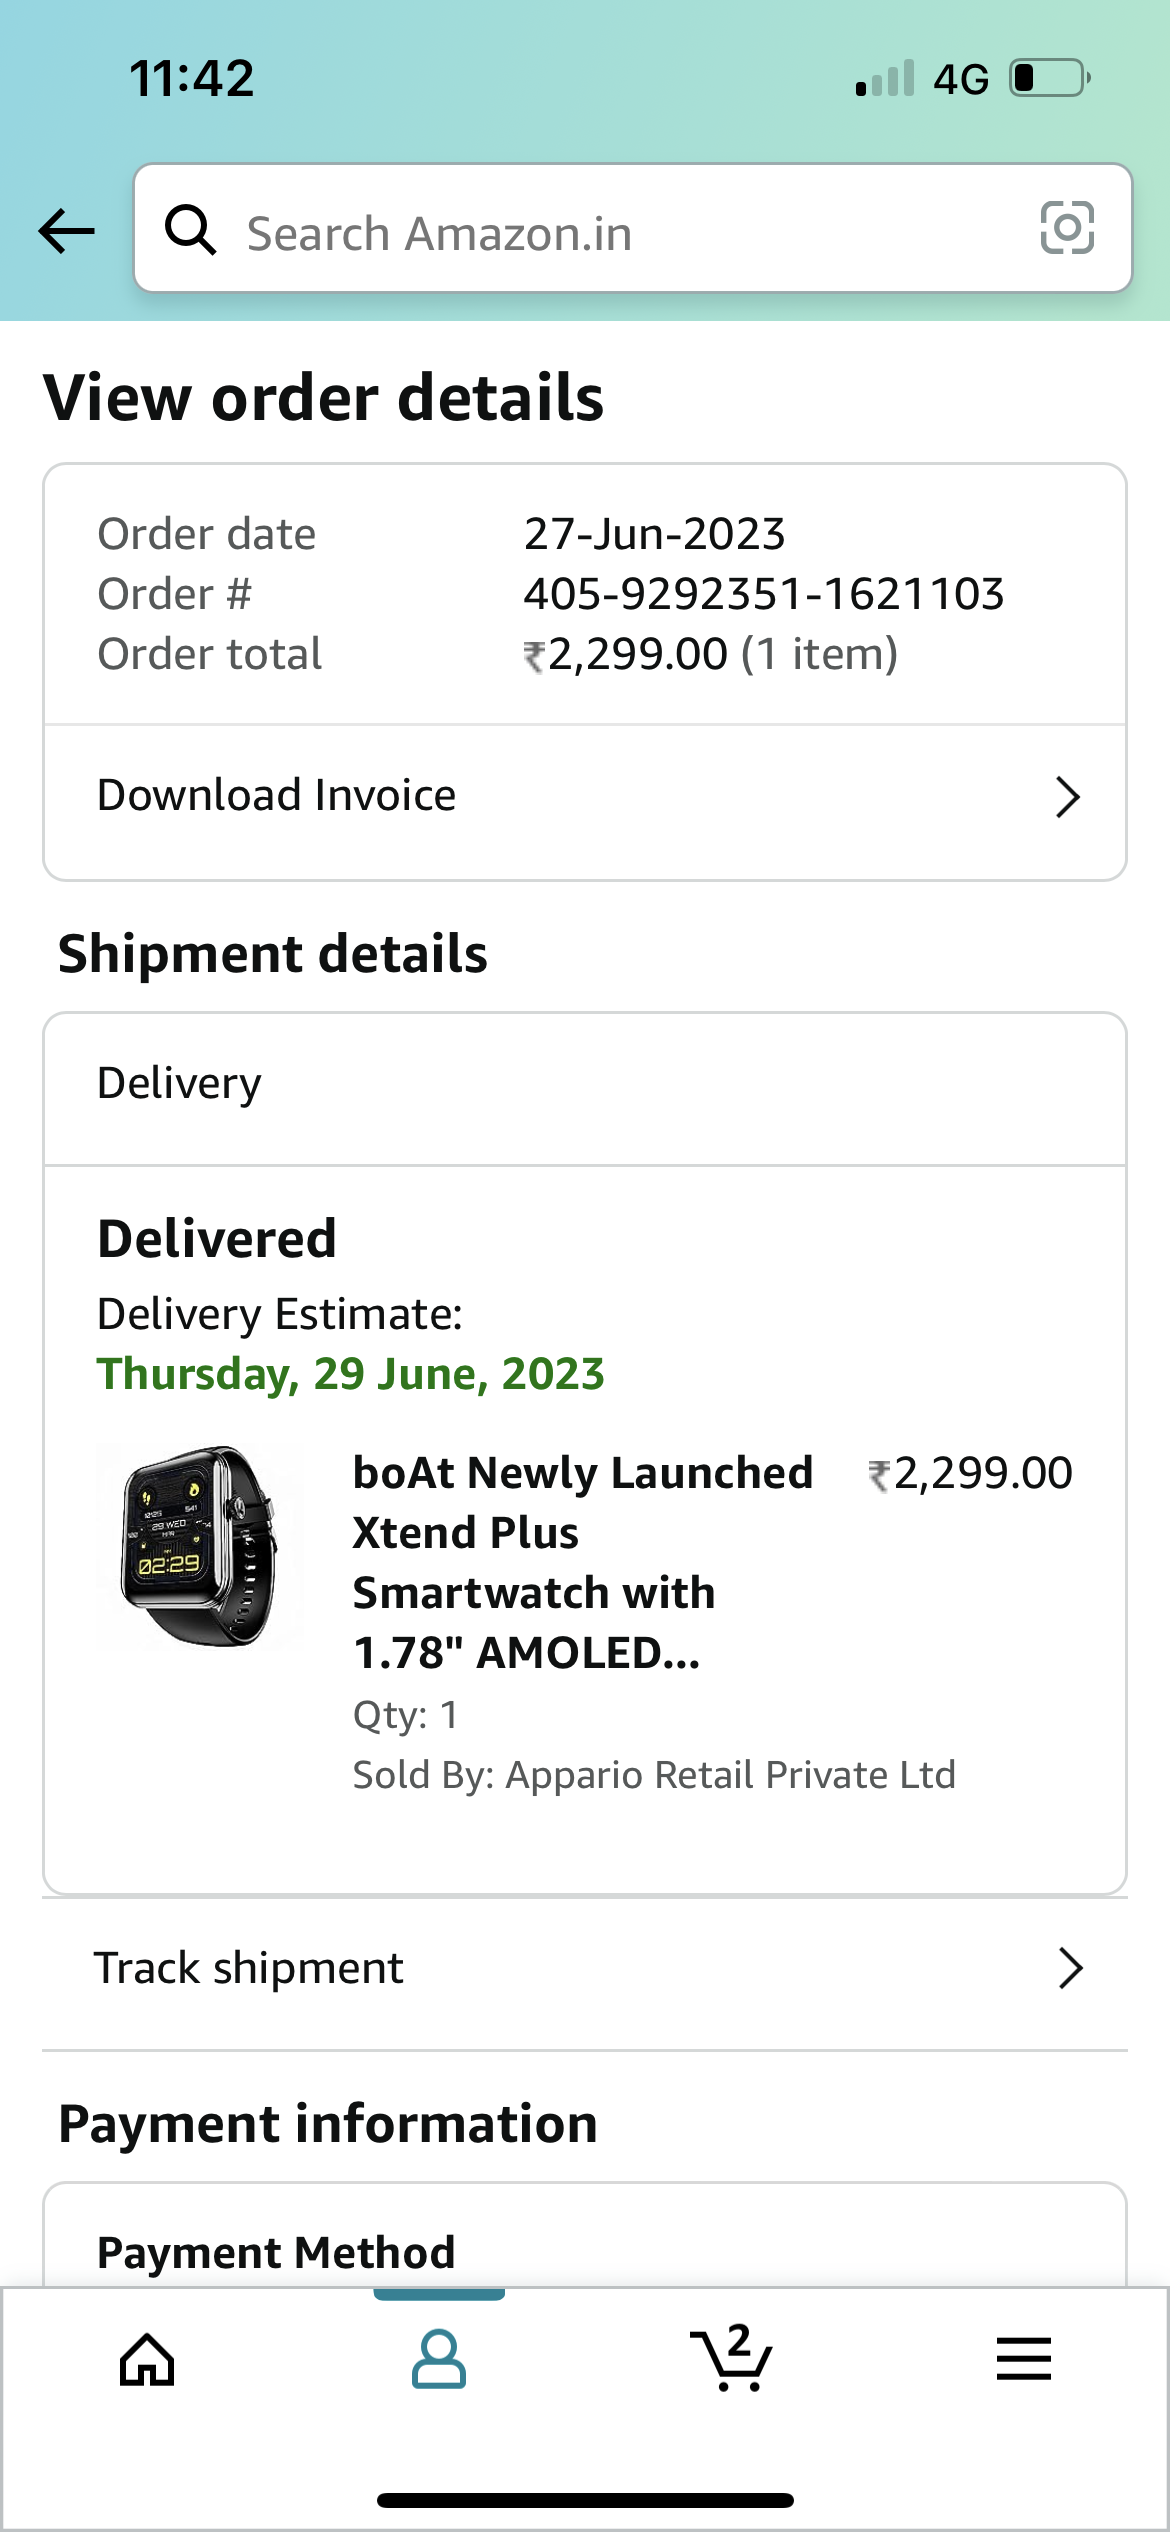 11:42
4G
Search Amazon.in
View order details
Order date 27-Jun-2023
Order # 405-9292351-1621103
Order total ₹2,299.00 (1 item)
Download Invoice
Shipment details
Delivery
Delivered
Delivery Estimate:
Thursday, 29 June, 2023
boAt Newly Launched ₹2,299.00
Xtend Plus
Smartwatch with
1.78" AMOLED...
Qty: 1
Sold By: Appario Retail Private Ltd
29 WED
02:29
Track shipment
Payment information
Payment Method
2